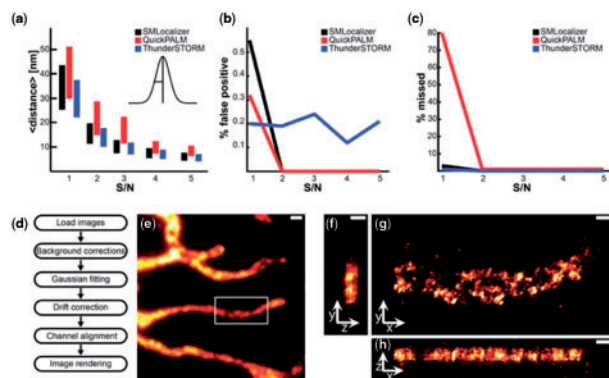 (a)
SMLocalizer
QuickPALM
ThunderSTORM
<distance> [nm]
50
40
30
20
10
1 2 3 4 5
S/N
(b)
SMLocalizer
QuickPALM
ThunderSTORM
% false positive
0.5
0.4
0.3
0.2
0.1
1 2 3 4 5
S/N
(c)
SMLocalizer
QuickPALM
ThunderSTORM
% missed
80
70
60
50
40
30
20
10
0
1 2 3 4 5
S/N
(d)
Load images
Background corrections
Gaussian fitting
Drift correction
Channel alignment
Image rendering
(e)
(f)
y
z
(g)
y
x
(h)
z
x